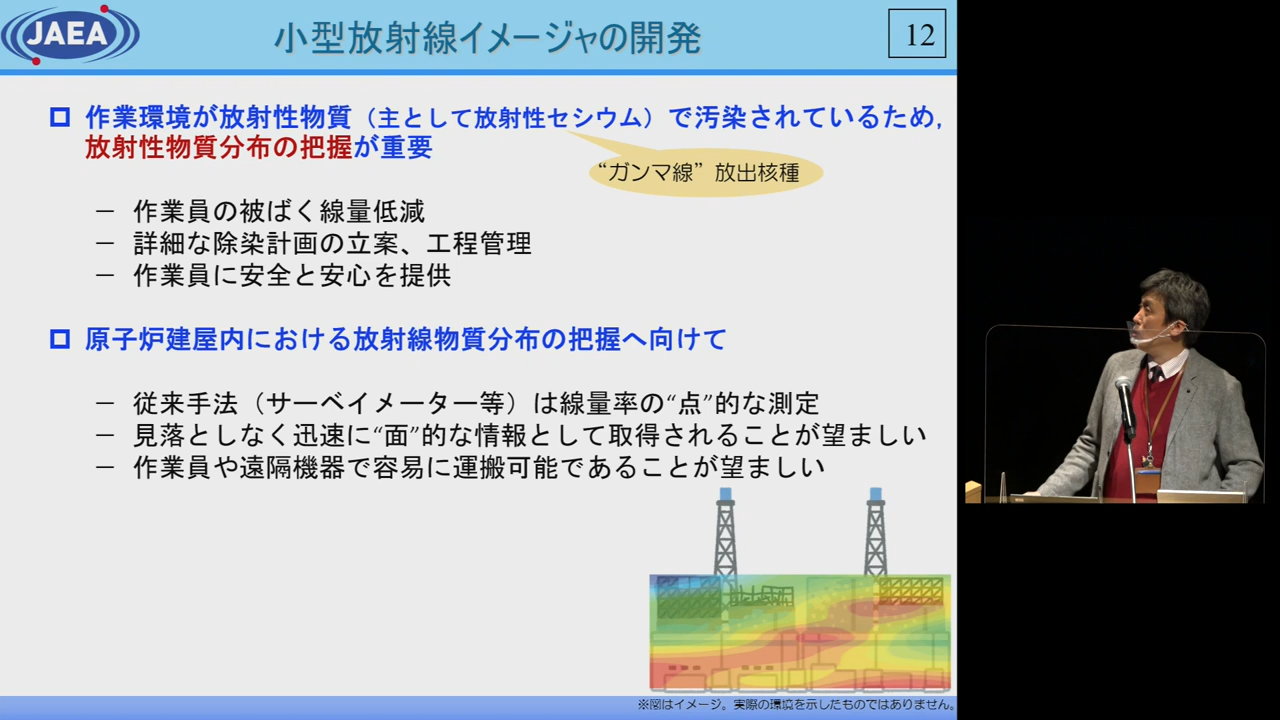 JAEA
小型放射線イメージャの開発
12
作業環境が放射性物質（主として放射性セシウム）で汚染されているため,
放射性物質分布の把握が重要
“ガンマ線” 放出核種
－ 作業員の被ばく線量低減
－ 詳細な除染計画の立案、工程管理
－ 作業員に安全と安心を提供
原子炉建屋内における放射線物質分布の把握へ向けて
－ 従来手法（サーベイメーター等）は線量率の“点”的な測定
－ 見落としなく迅速に“面”的な情報として取得されることが望ましい
－ 作業員や遠隔機器で容易に運搬可能であることが望ましい
※図はイメージ。実際の環境を示したものではありません。